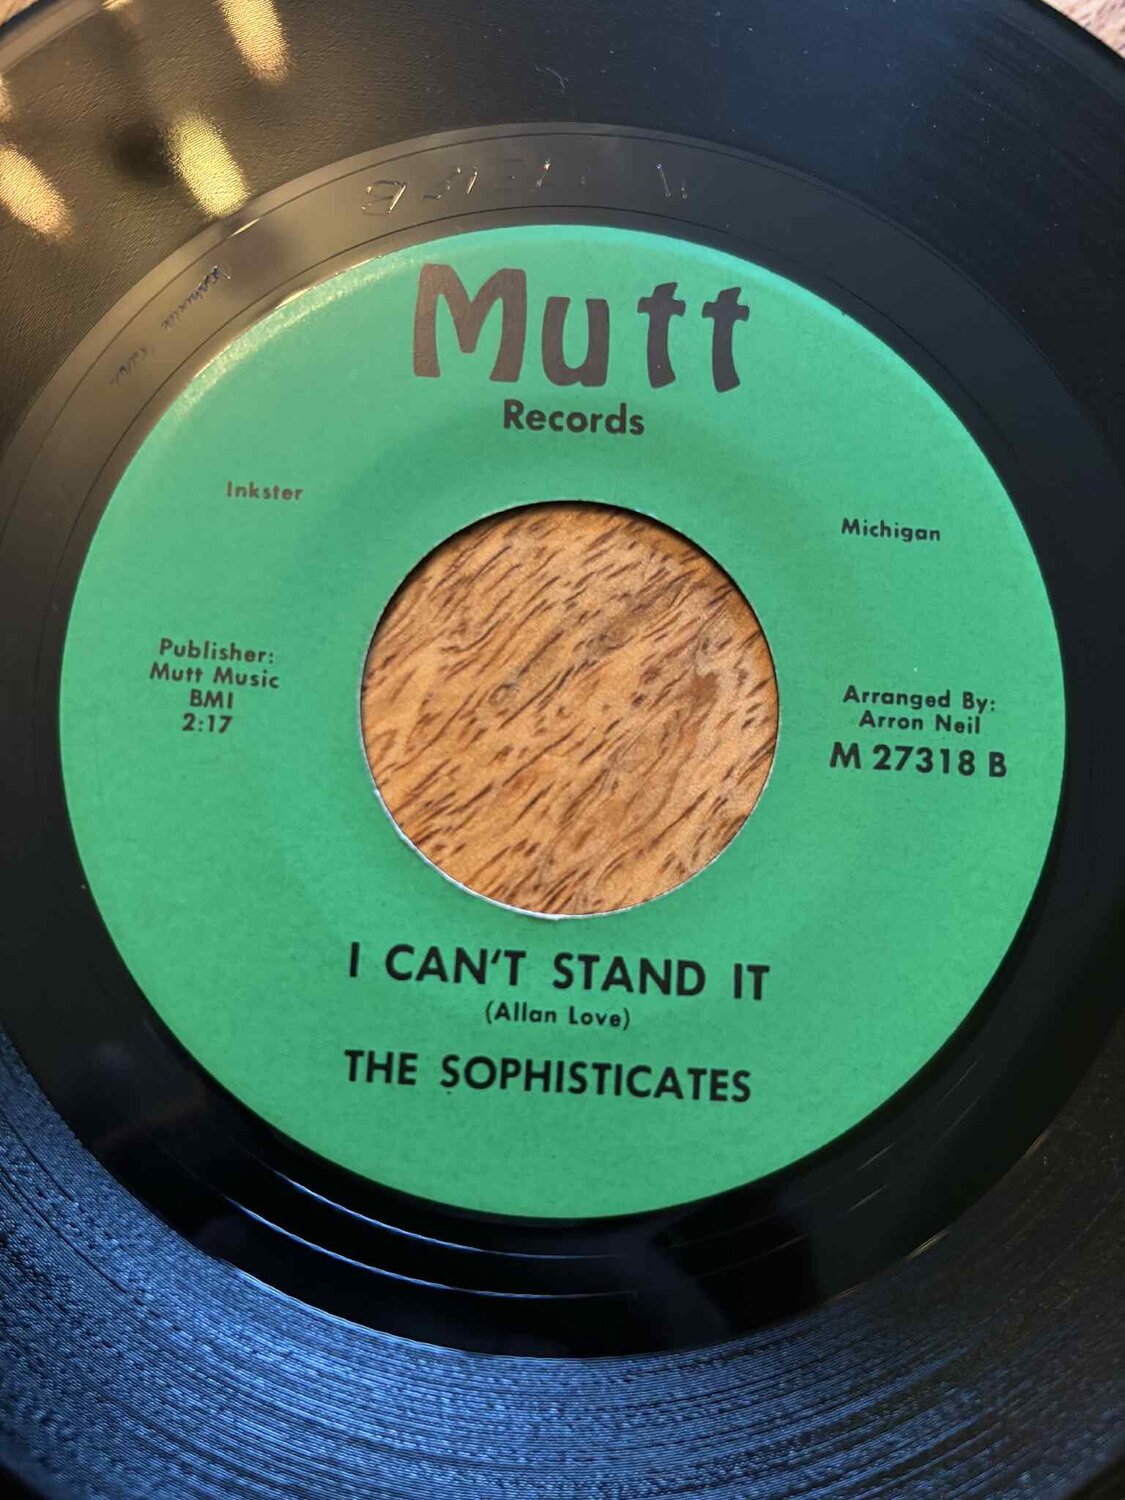 Mutt
Records
Inkster
Michigan
Publisher:
Mutt Music
BMI
2:17
Arranged By:
Arron Neil
M 27318 B
I CAN'T STAND IT
(Allan Love)
THE SOPHISTICATES